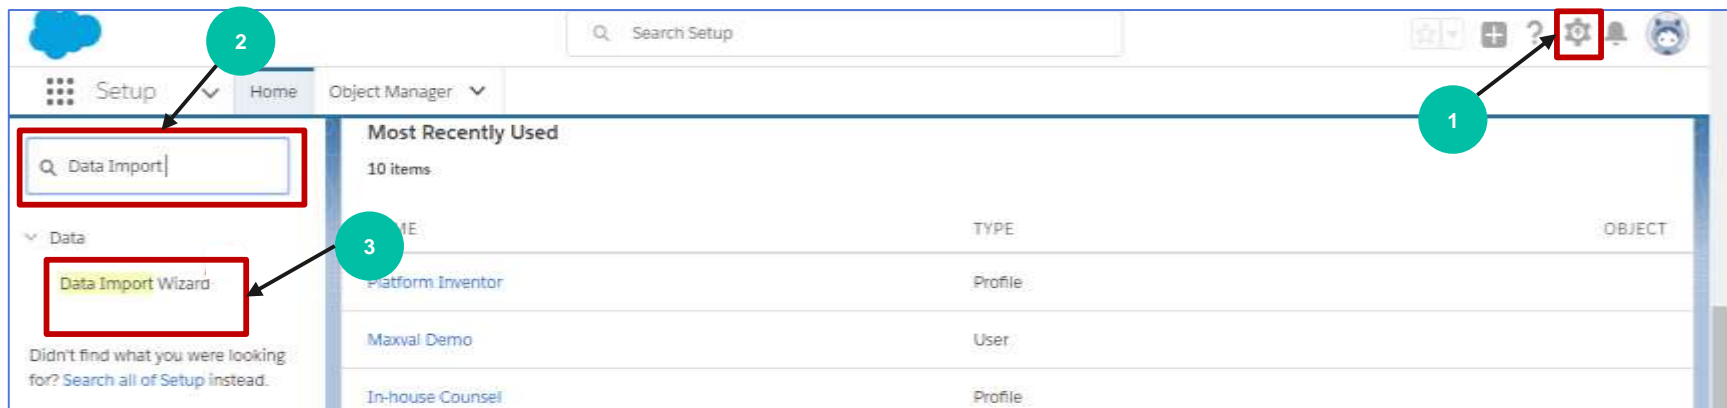 2
Search Setup
?
1
Setup
Home
Object Manager
Most Recently Used
10 items
Data Import
Data
Data Import Wizard
Didn't find what you were looking
for? Search all of Setup instead.
3
TYPE
OBJECT
Platform Inventor
Profile
Maxval Demo
User
In-house Counsel
Profile